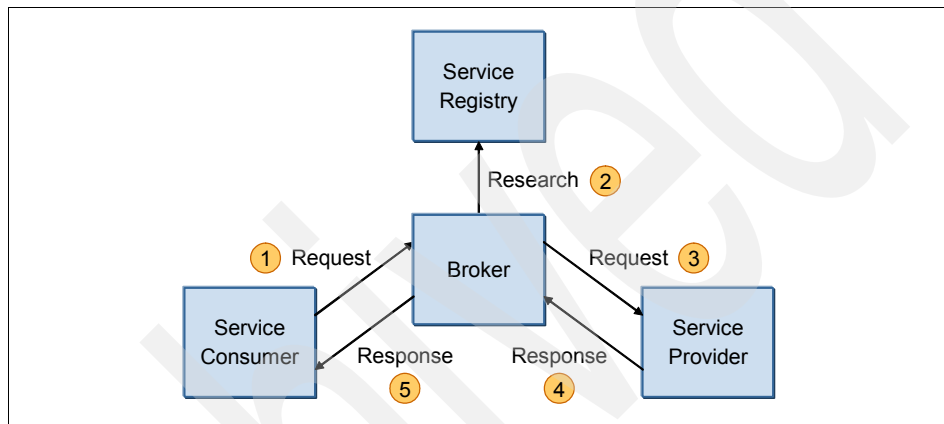 Service
Registry
Research 2
1 Request
Broker
Request 3
Service
Consumer
Response
5
Response
4
Service
Provider